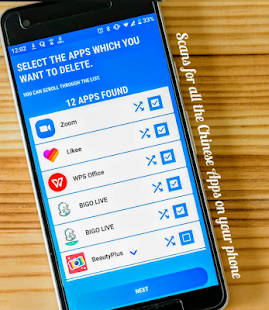 12:02
SELECT THE APPS WHICH YOU
WANT TO DELETE.
YOU CAN SCROLL THROUGH THE LIST.
12 APPS FOUND
Zoom
Likee
WPS Office
BIGO LIVE
BIGO LIVE
BeautyPlus
NEXT
Scans for all the Chinese Apps on your phone